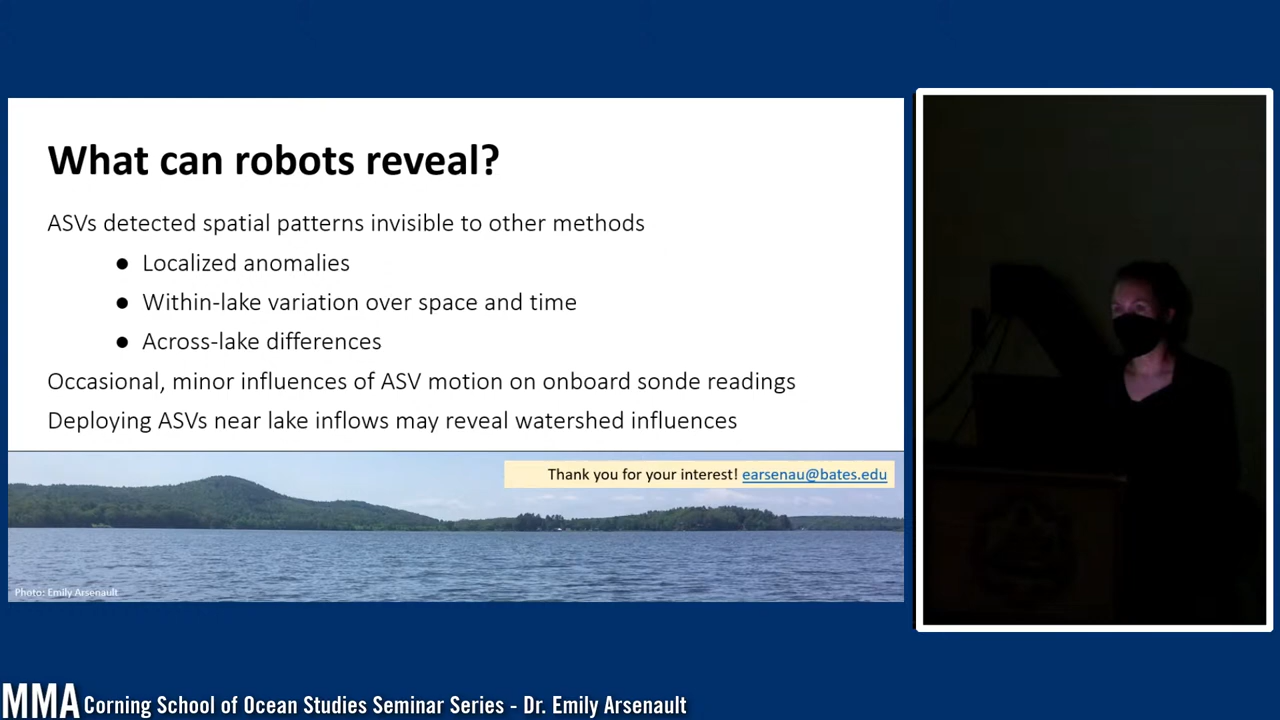 What can robots reveal?
ASVs detected spatial patterns invisible to other methods
● Localized anomalies
● Within-lake variation over space and time
● Across-lake differences
Occasional, minor influences of ASV motion on onboard sonde readings
Deploying ASVs near lake inflows may reveal watershed influences
Thank you for your interest! earsenau@bates.edu
Photo: Emily Arsenault
MMA Corning School of Ocean Studies Seminar Series - Dr. Emily Arsenault